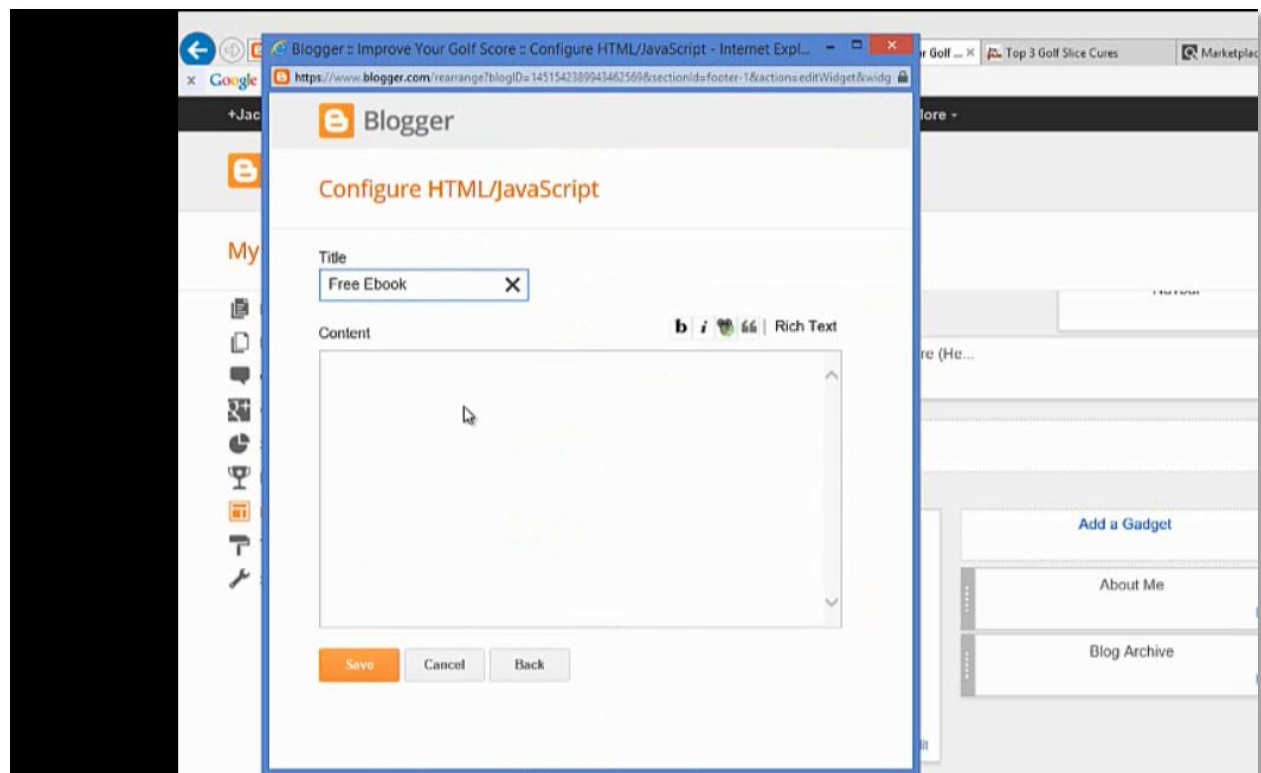 Blogger :: Improve Your Golf Score :: Configure HTML/JavaScript - Internet Expl...
https://www.blogger.com/rearrange?blogID=1451542389943462569&sectionId=footer-1&action=editWidget&widg
r Golf ... ×
Top 3 Golf Slice Cures
Marketplac
x Google
+Jac
lore
Blogger
Configure HTML/JavaScript
My
Title
Free Ebook
Content
b i “ | Rich Text
re (He...
Add a Gadget
About Me
Blog Archive
Save
Cancel
Back